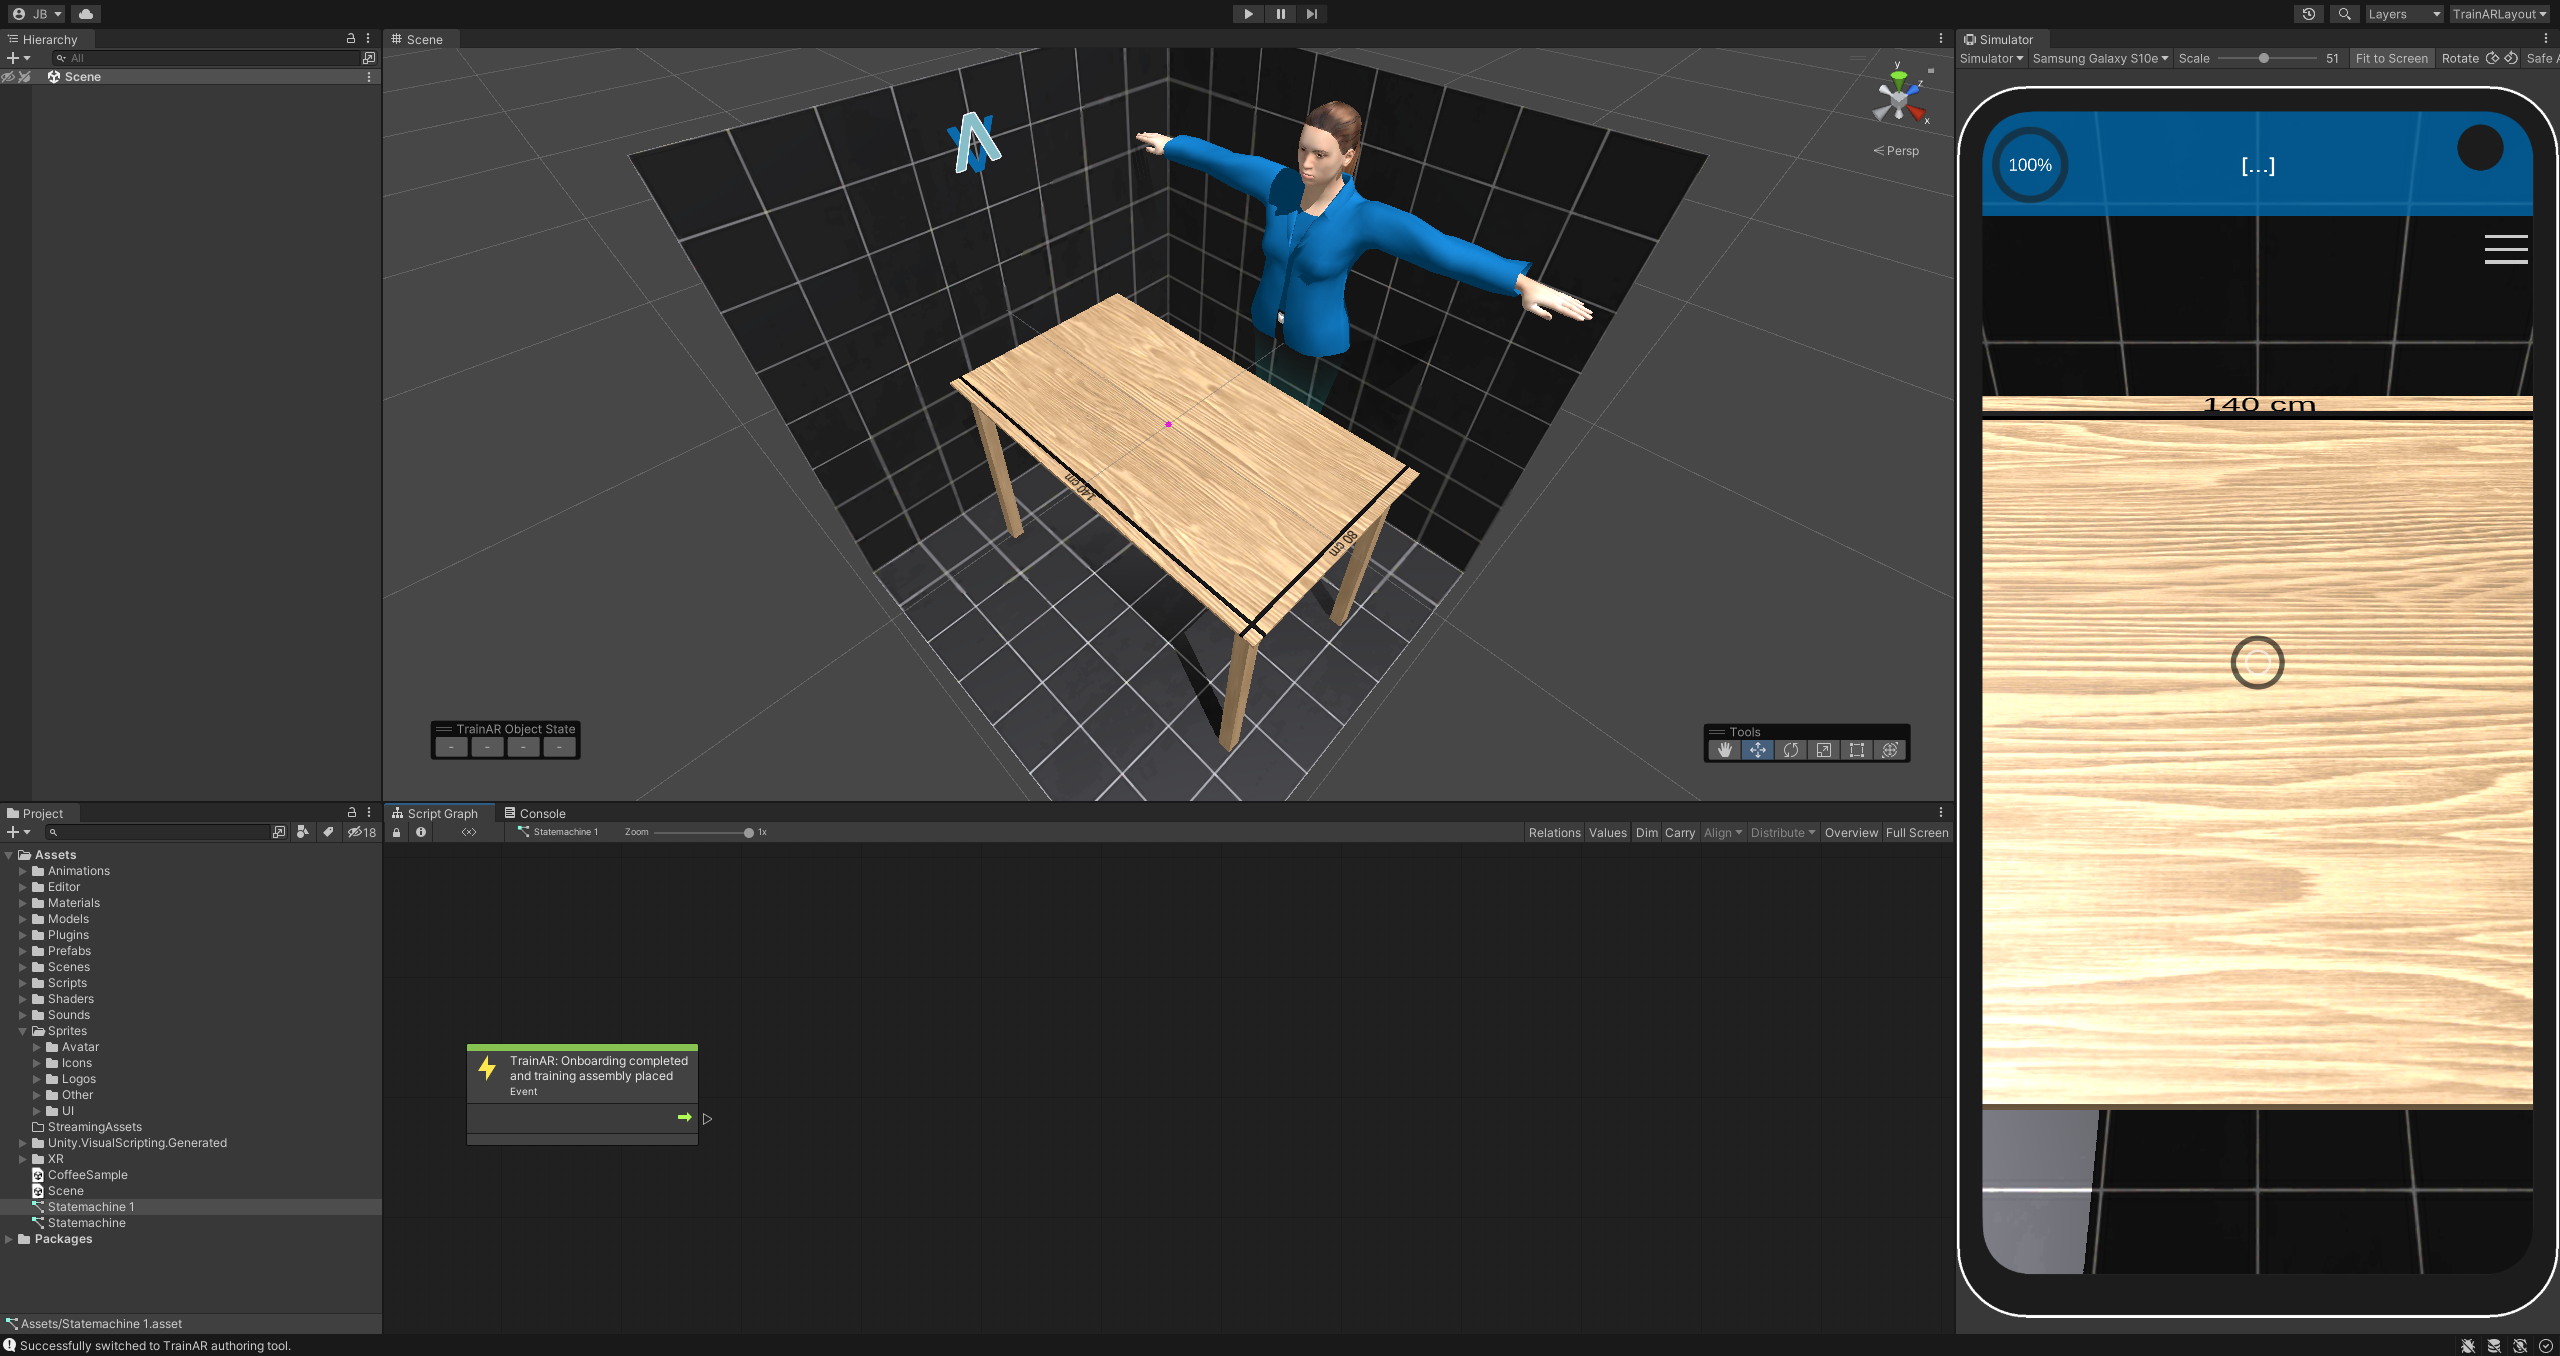 JB
Layers
TrainARLayout
Hierarchy
All
Scene
Scene
y
z
x
Persp
140 cm
80 cm
TrainAR Object State
- - - -
Tools
Simulator
Simulator
Samsung Galaxy S10e
Scale
51
Fit to Screen
Rotate
Safe A
100%
[...]
140 cm
Project
18
Assets
Animations
Editor
Materials
Models
Plugins
Prefabs
Scenes
Scripts
Shaders
Sounds
Sprites
Avatar
Icons
Logos
Other
UI
StreamingAssets
Unity.VisualScripting.Generated
XR
CoffeeSample
Scene
Statemachine 1
Statemachine
Packages
Assets/Statemachine 1.asset
Script Graph
Console
Statemachine 1
Zoom
1x
Relations
Values
Dim
Carry
Align
Distribute
Overview
Full Screen
TrainAR: Onboarding completed
and training assembly placed
Event
Successfully switched to TrainAR authoring tool.